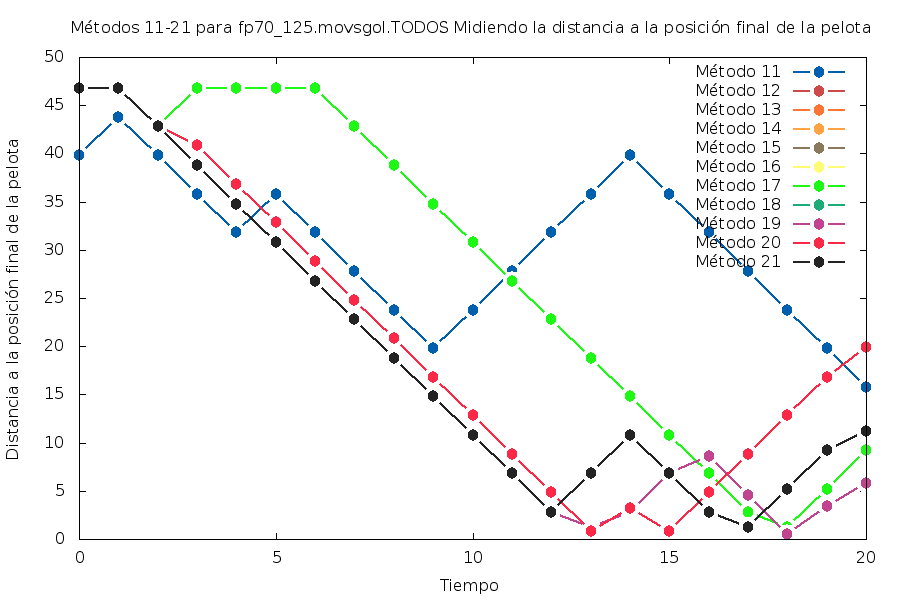 Métodos 11-21 para fp70_125.movsgol.TODOS Midiendo la distancia a la posición final de la pelota
50
45
40
35
30
25
20
15
10
5
0
Distancia a la posición final de la pelota
Método 11
Método 12
Método 13
Método 14
Método 15
Método 16
Método 17
Método 18
Método 19
Método 20
Método 21
0 5 10 15 20
Tiempo